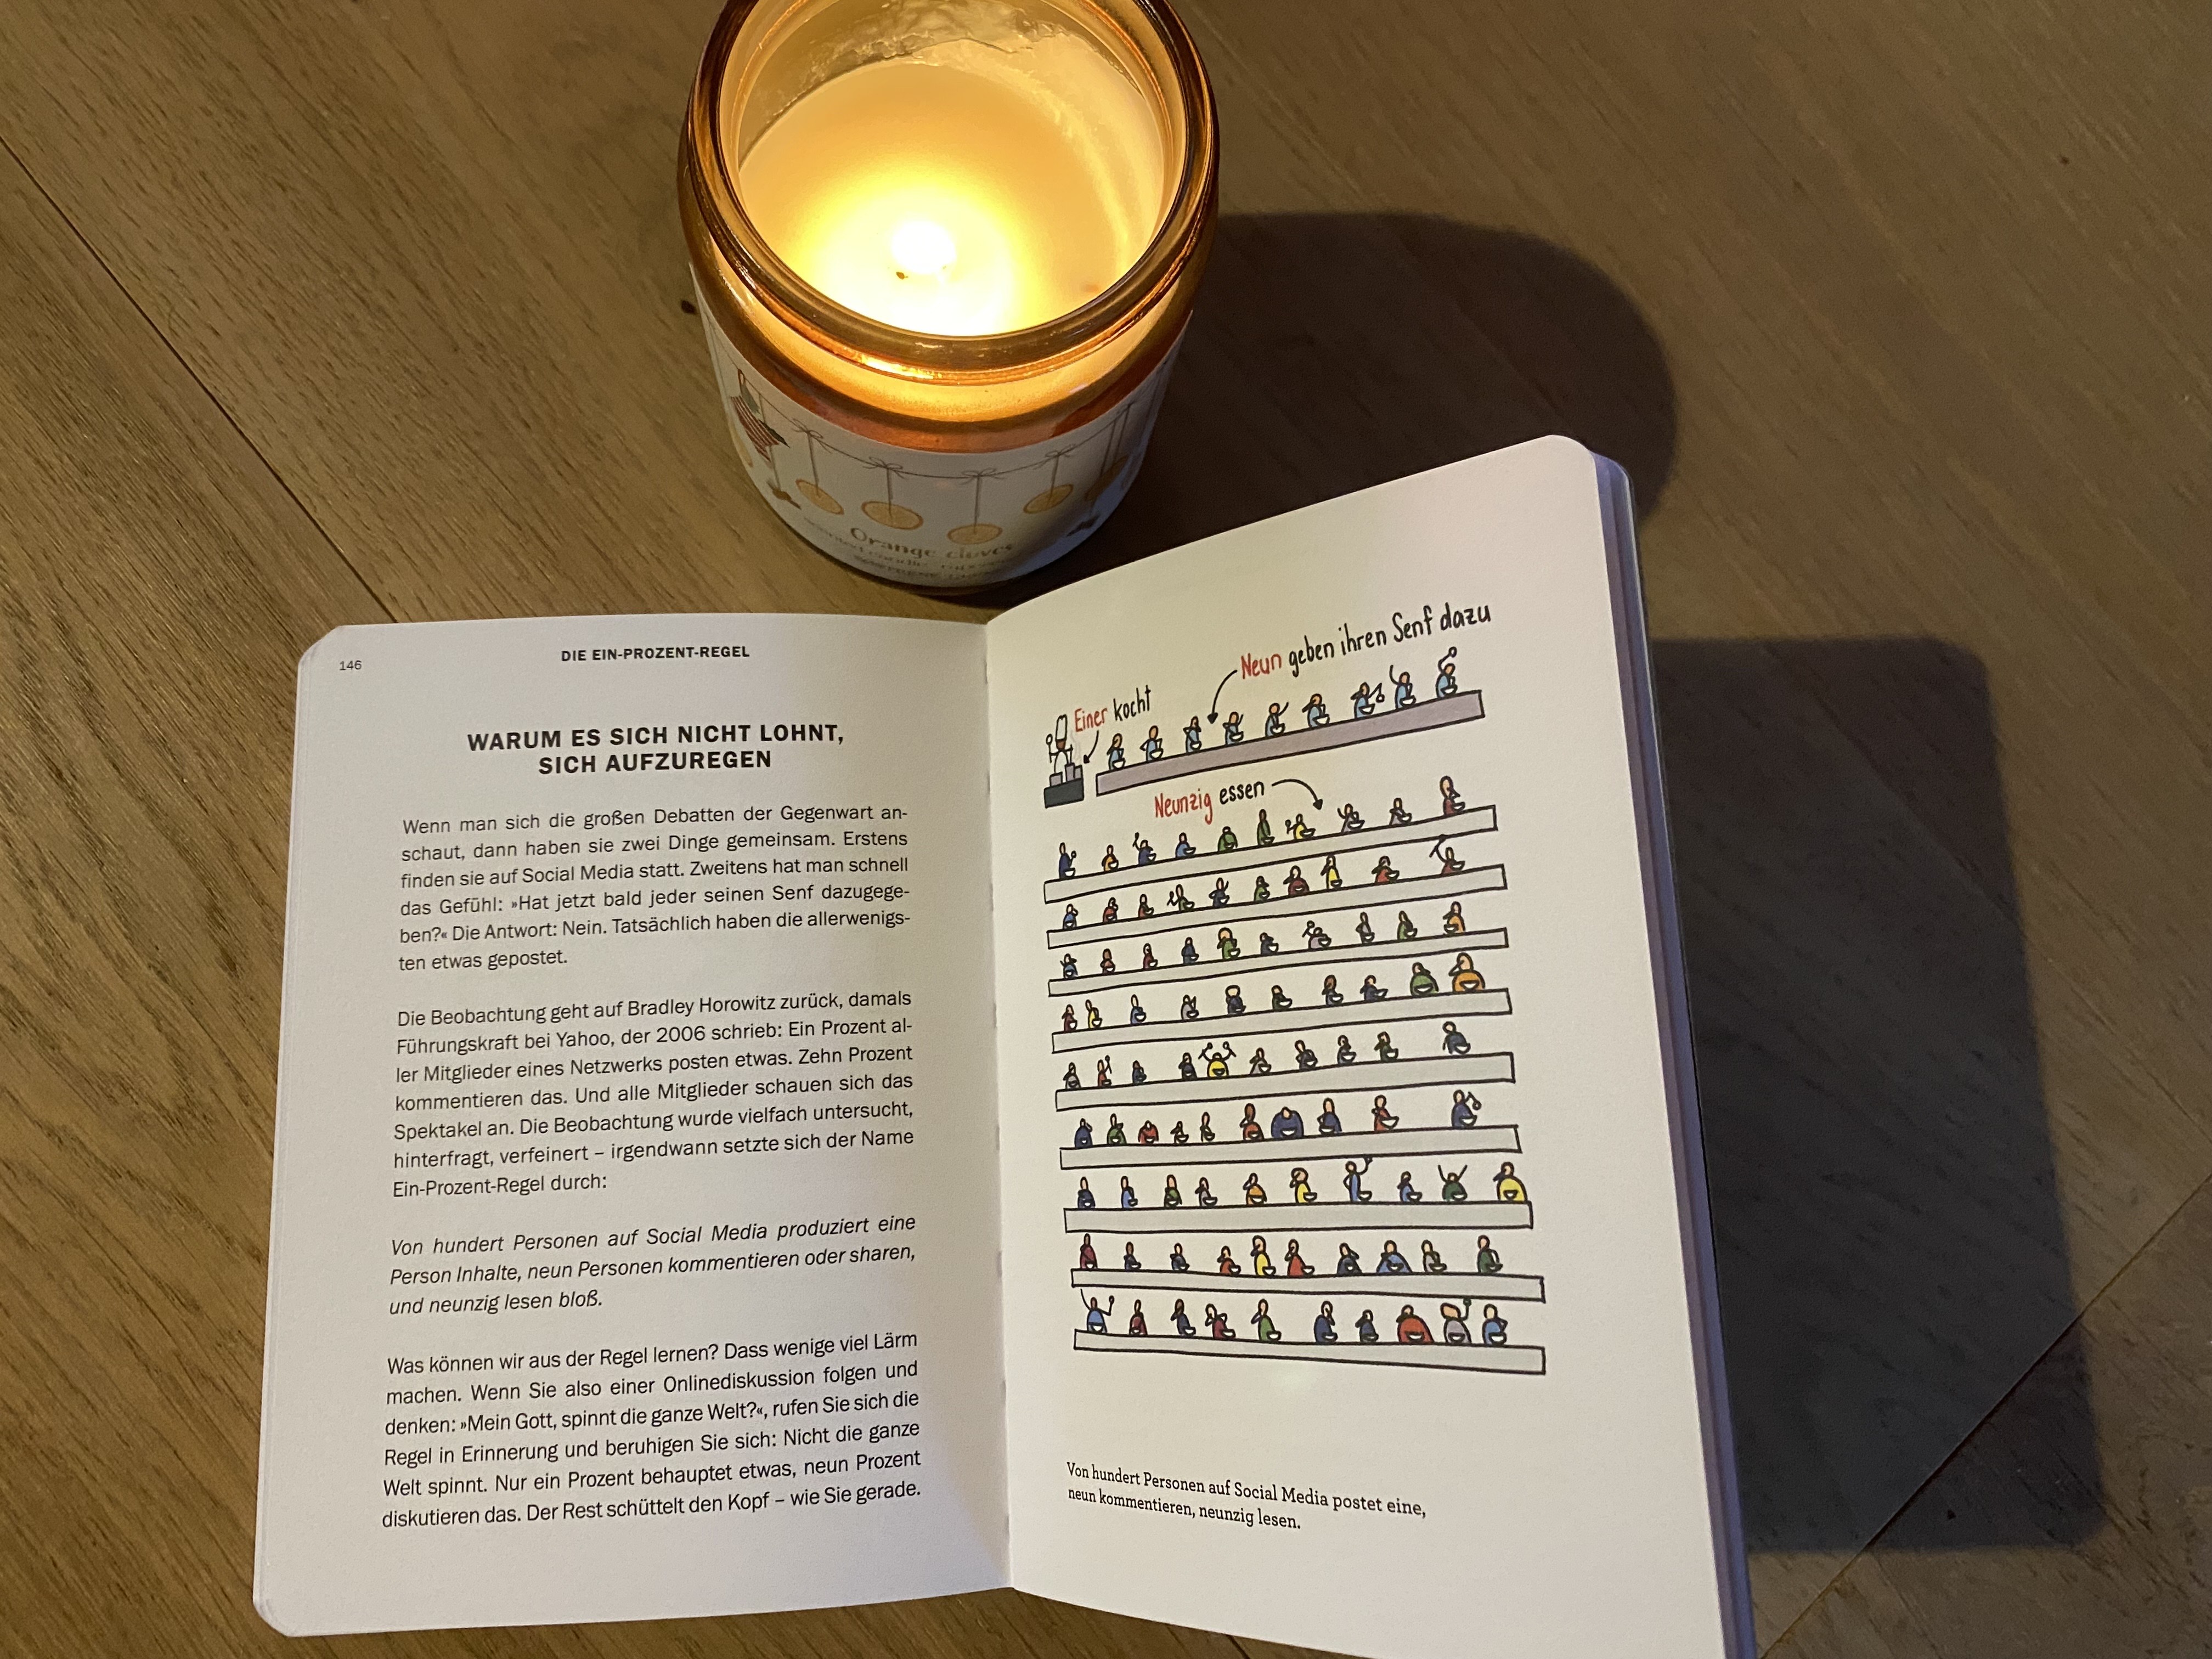 Orange cloves
146
DIE EIN-PROZENT-REGEL
WARUM ES SICH NICHT LOHNT,
SICH AUFZUREGEN
Wenn man sich die großen Debatten der Gegenwart an-
schaut, dann haben sie zwei Dinge gemeinsam. Erstens
finden sie auf Social Media statt. Zweitens hat man schnell
das Gefühl: »Hat jetzt bald jeder seinen Senf dazugege-
ben?« Die Antwort: Nein. Tatsächlich haben die allerwenigs-
ten etwas gepostet.
Die Beobachtung geht auf Bradley Horowitz zurück, damals
Führungskraft bei Yahoo, der 2006 schrieb: Ein Prozent al-
ler Mitglieder eines Netzwerks posten etwas. Zehn Prozent
kommentieren das. Und alle Mitglieder schauen sich das
Spektakel an. Die Beobachtung wurde vielfach untersucht,
hinterfragt, verfeinert – irgendwann setzte sich der Name
Ein-Prozent-Regel durch:
Von hundert Personen auf Social Media produziert eine
Person Inhalte, neun Personen kommentieren oder sharen,
und neunzig lesen bloß.
Was können wir aus der Regel lernen? Dass wenige viel Lärm
machen. Wenn Sie also einer Onlinediskussion folgen und
denken: »Mein Gott, spinnt die ganze Welt?«, rufen Sie sich die
Regel in Erinnerung und beruhigen Sie sich: Nicht die ganze
Welt spinnt. Nur ein Prozent behauptet etwas, neun Prozent
diskutieren das. Der Rest schüttelt den Kopf – wie Sie gerade.
Einer kocht
Neun geben ihren Senf dazu
Neunzig essen
Von hundert Personen auf Social Media postet eine,
neun kommentieren, neunzig lesen.